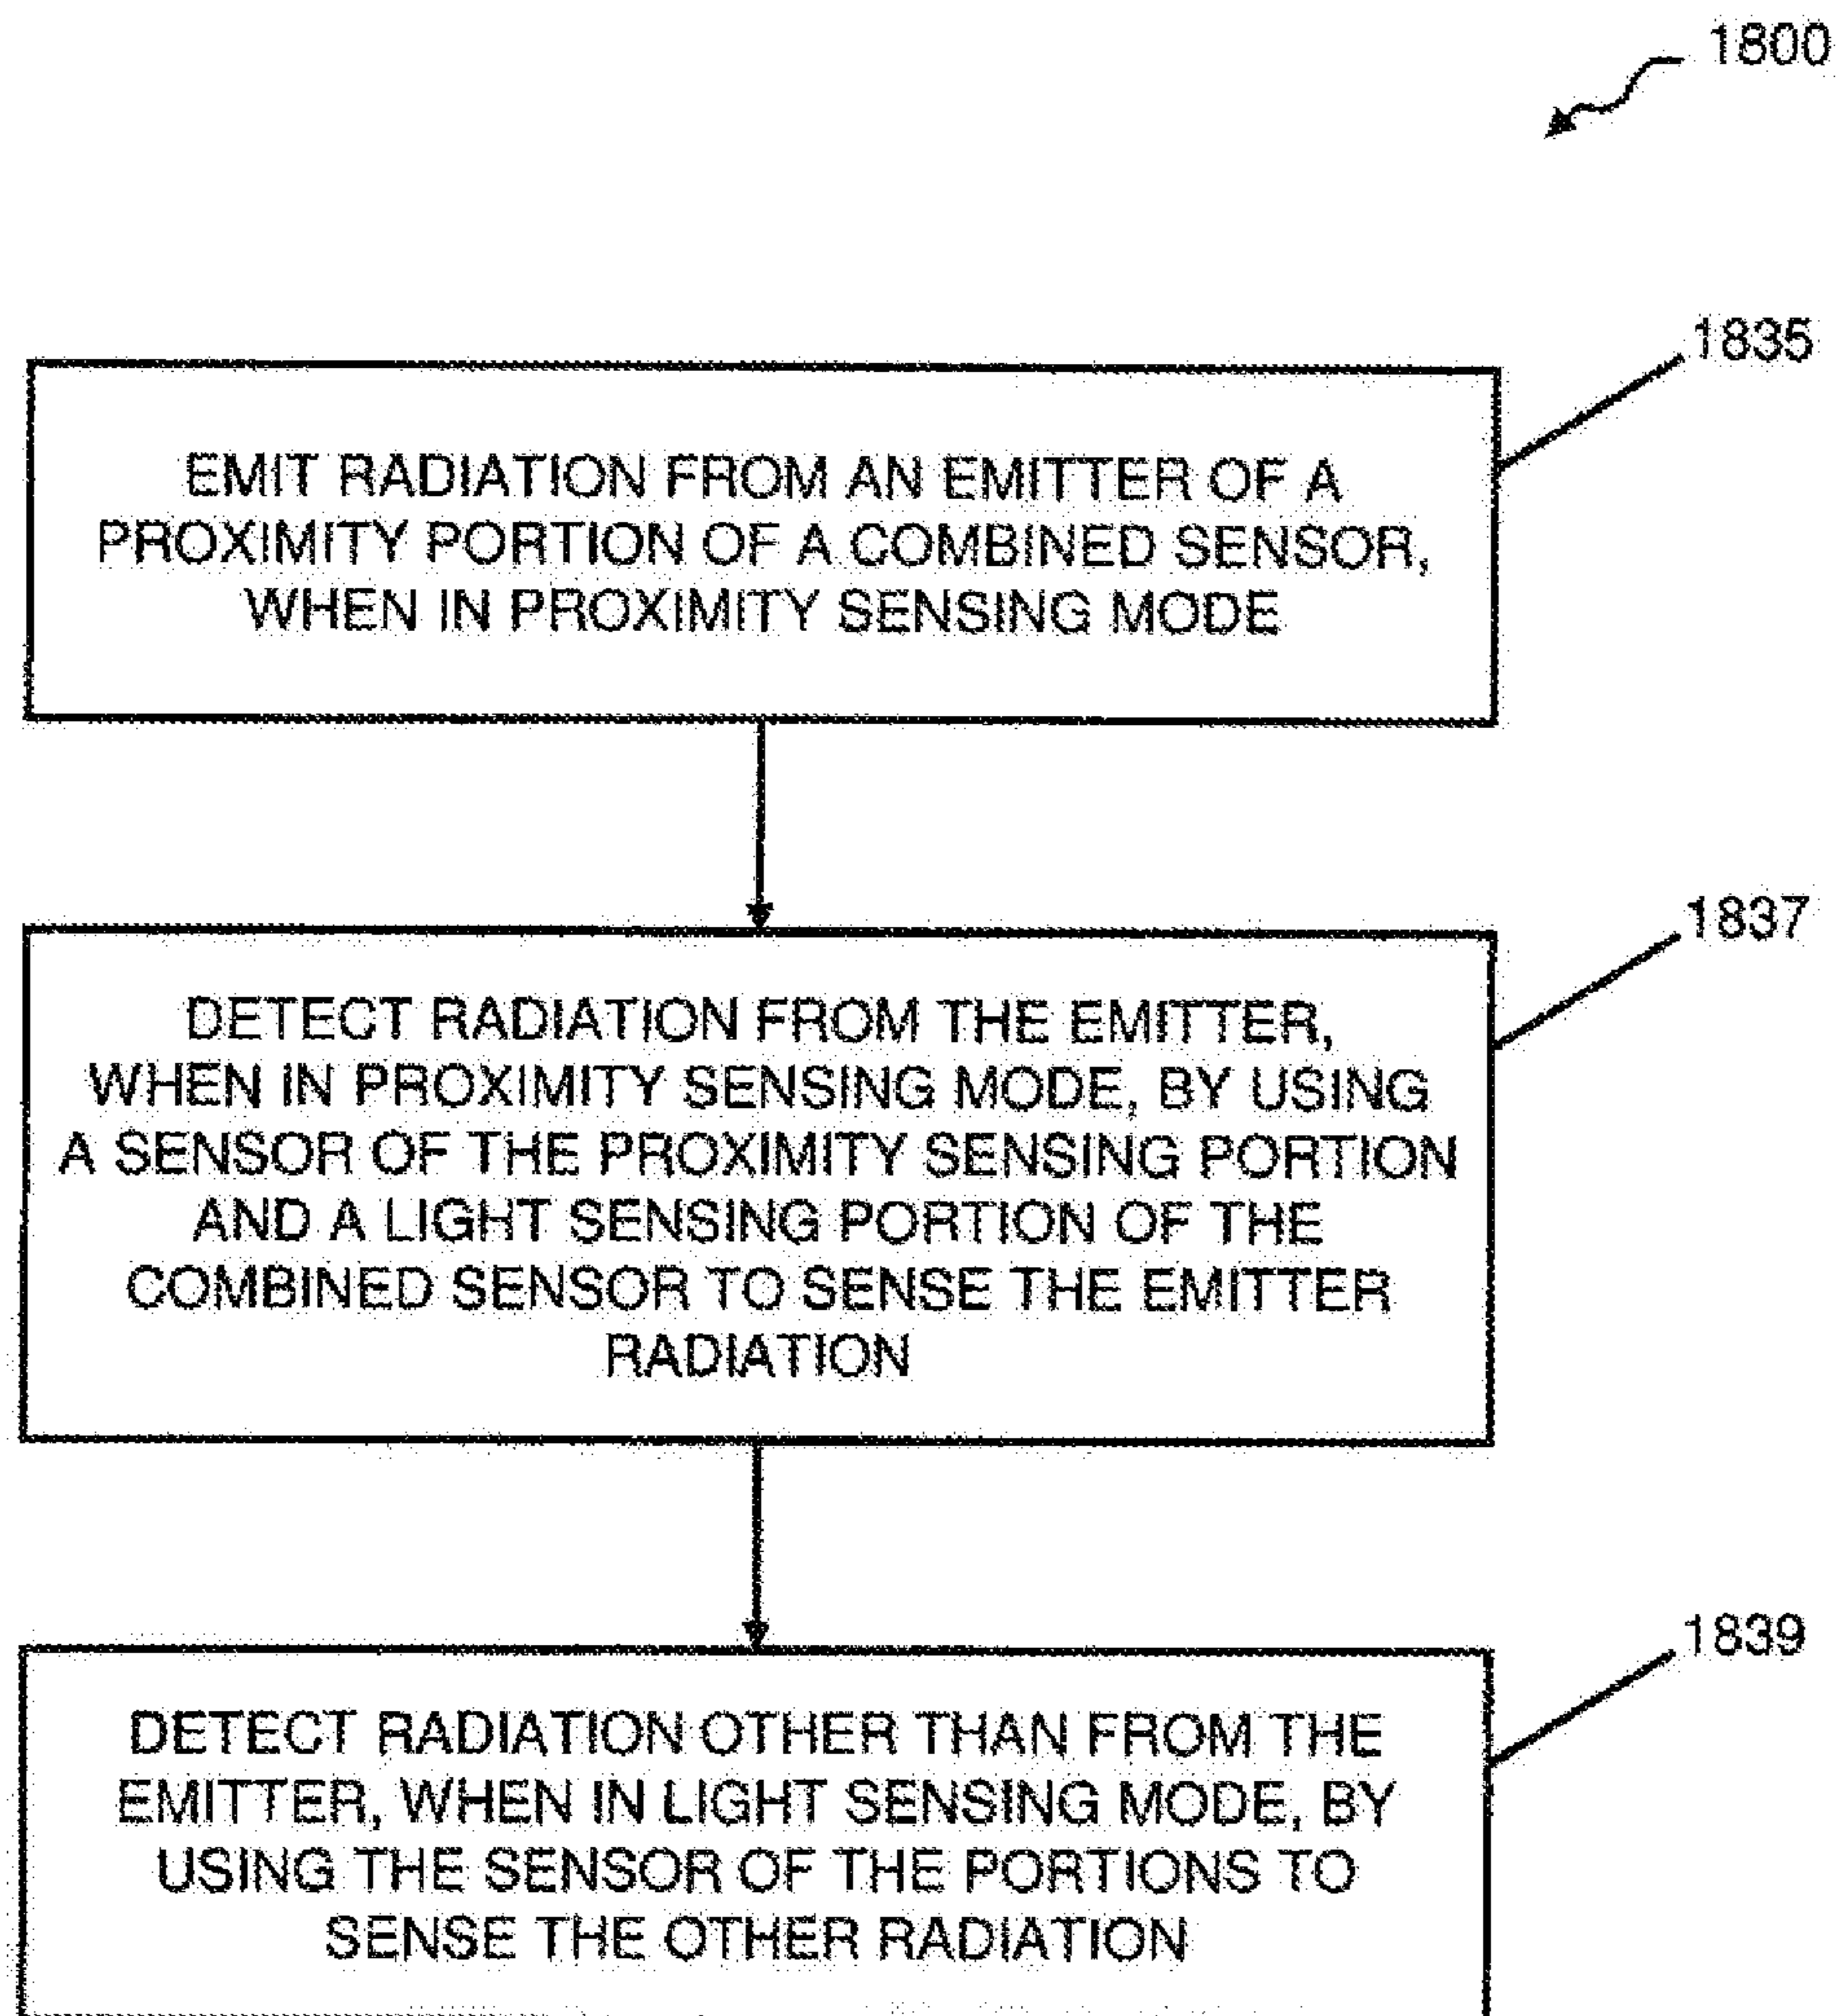 1800
1835
EMIT RADIATION FROM AN EMITTER OF A
PROXIMITY PORTION OF A COMBINED SENSOR,
WHEN IN PROXIMITY SENSING MODE
1837
DETECT RADIATION FROM THE EMITTER,
WHEN IN PROXIMITY SENSING MODE, BY USING
A SENSOR OF THE PROXIMITY SENSING PORTION
AND A LIGHT SENSING PORTION OF THE
COMBINED SENSOR TO SENSE THE EMITTER
RADIATION
1839
DETECT RADIATION OTHER THAN FROM THE
EMITTER, WHEN IN LIGHT SENSING MODE, BY
USING THE SENSOR OF THE PORTIONS TO
SENSE THE OTHER RADIATION